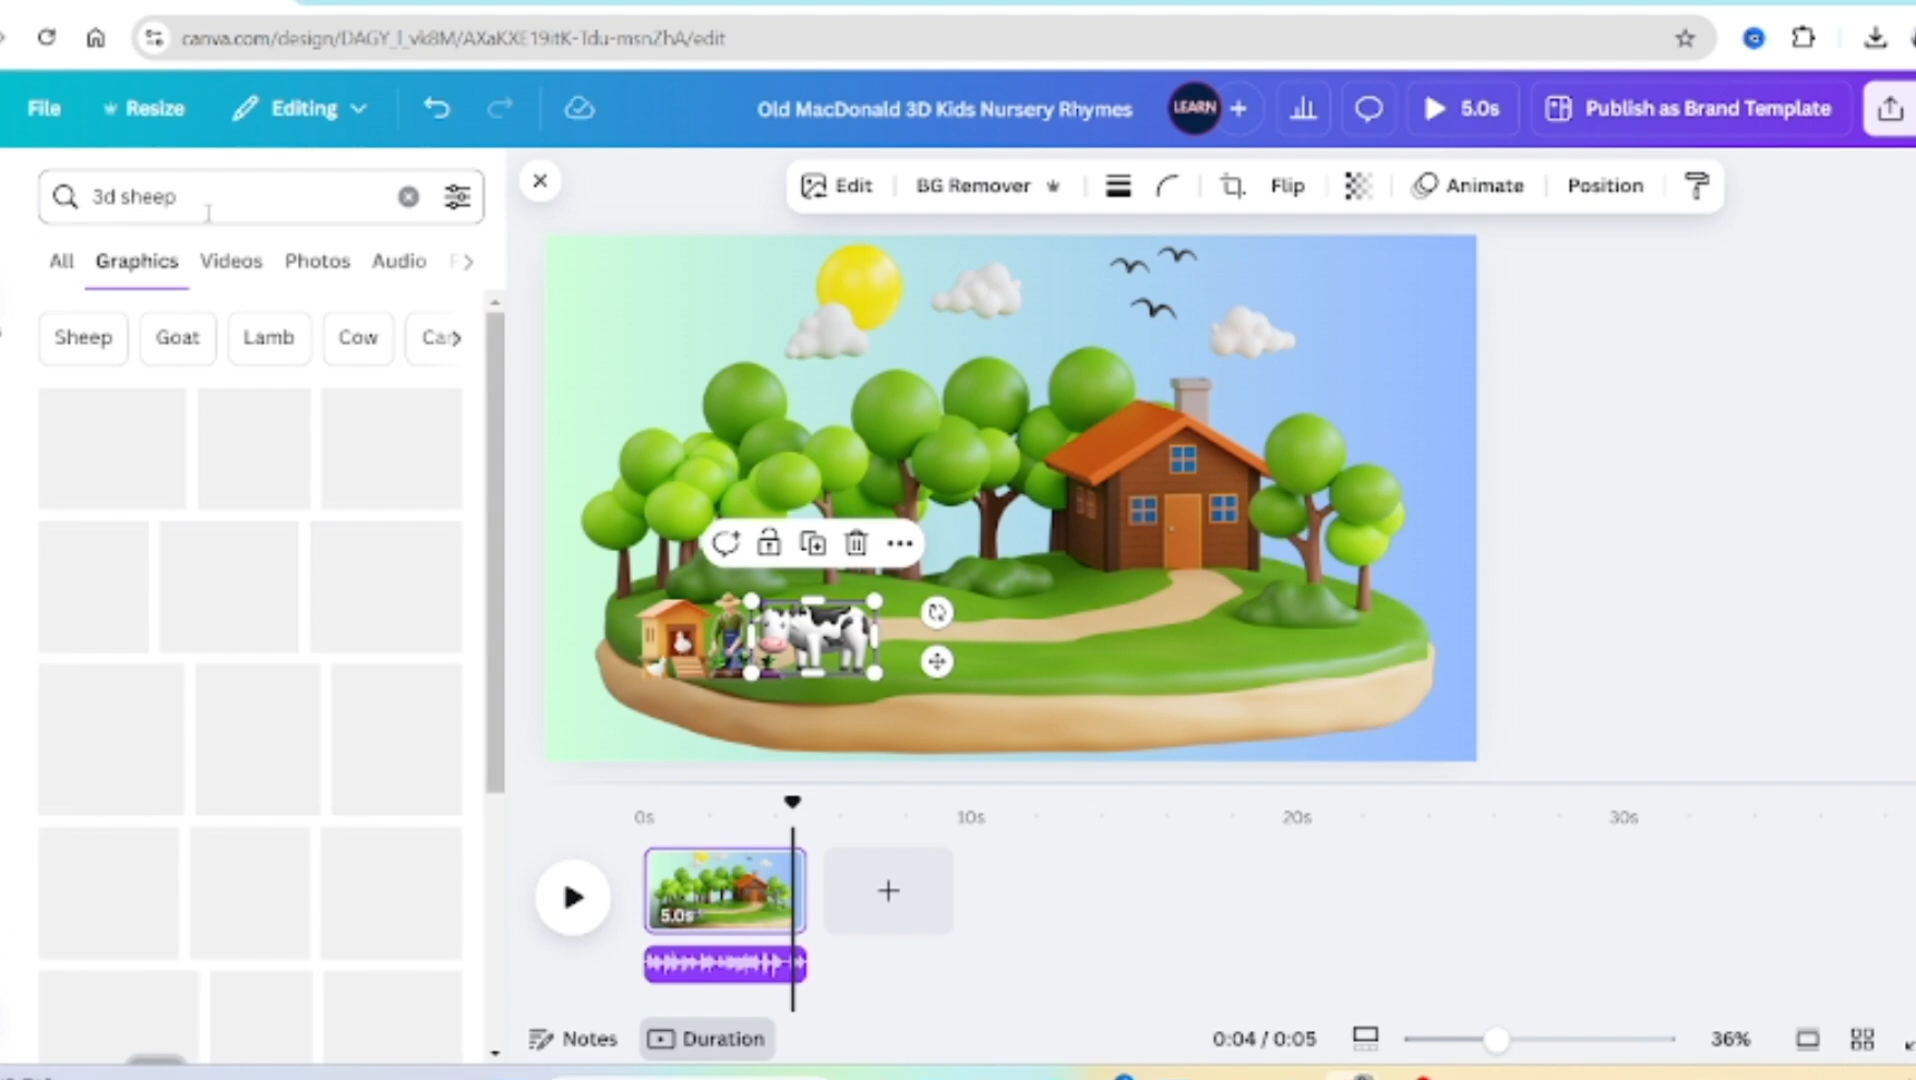 canva.com/design/DAGY_l_vk8M/AXaKXE19itK-Tdu-msnZhA/edit
File Resize Editing Old MacDonald 3D Kids Nursery Rhymes LEARN + 5.0s Publish as Brand Template
3d sheep
Edit BG Remover Flip Animate Position
All Graphics Videos Photos Audio
Sheep Goat Lamb Cow
0s 10s 20s 30s
5.0s
Notes Duration 0:04 / 0:05 36%